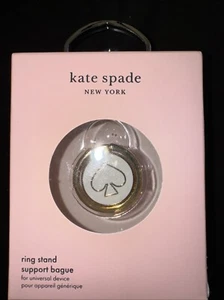 kate spade
NEW YORK
ring stand
support bague
for universal device
pour appareil générique